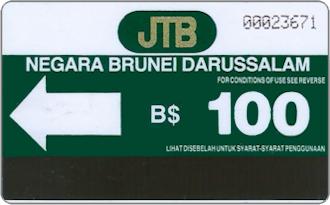 JTB
00023671
NEGARA BRUNEI DARUSSALAM
FOR CONDITIONS OF USE SEE REVERSE
B$ 100
LIHAT DISEBELAH UNTUK SYARAT-SYARAT PENGGUNAAN